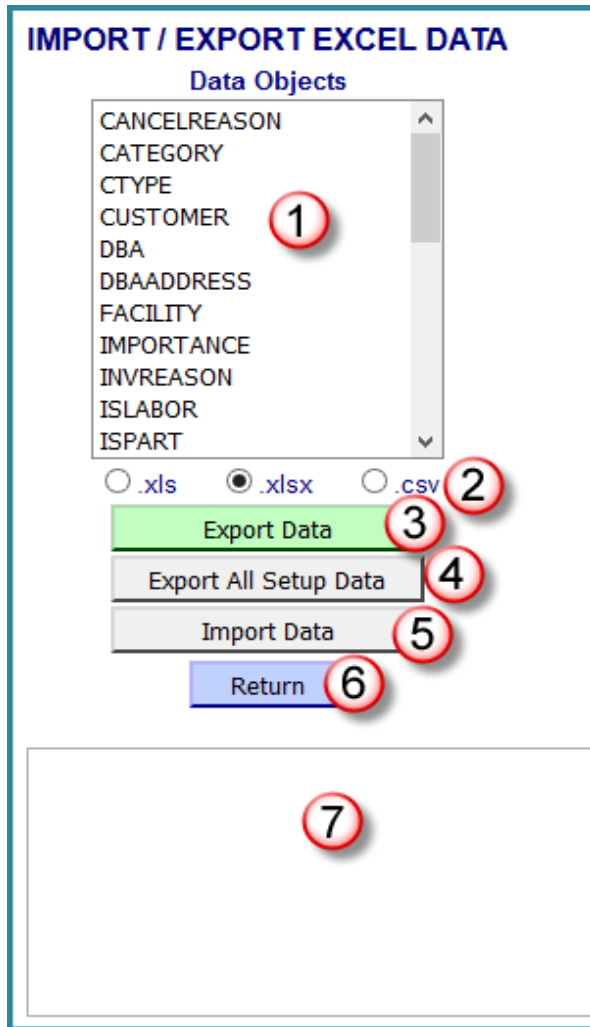 IMPORT / EXPORT EXCEL DATA
Data Objects
CANCELREASON
CATEGORY
CTYPE
CUSTOMER 1
DBA
DBAADDRESS
FACILITY
IMPORTANCE
INVREASON
ISLABOR
ISPART
.xls .xlsx .csv 2
Export Data 3
Export All Setup Data 4
Import Data 5
Return 6
7